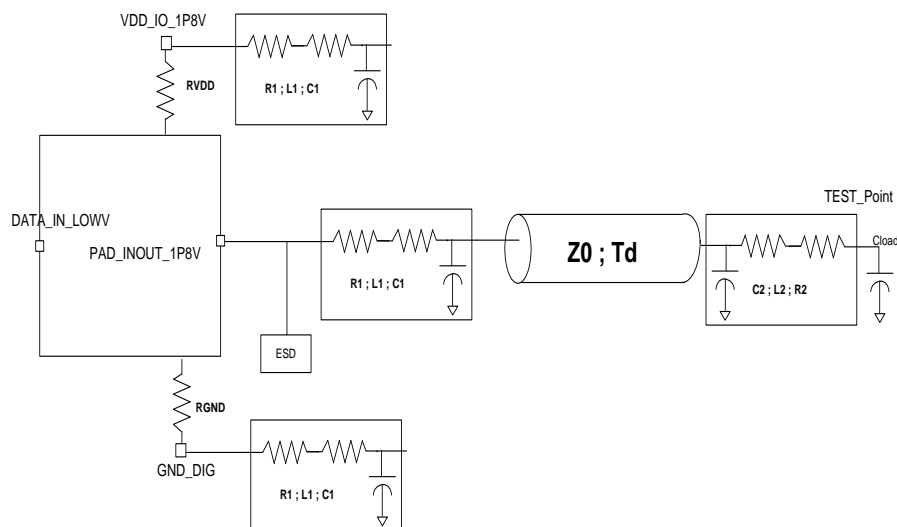 VDD_IO_1P8V
RVDD
R1 ; L1 ; C1
DATA_IN_LOWV
PAD_INOUT_1P8V
TEST_Point
Cload
Z0 ; Td
R1 ; L1 ; C1
C2 ; L2 ; R2
ESD
RGND
GND_DIG
R1 ; L1 ; C1